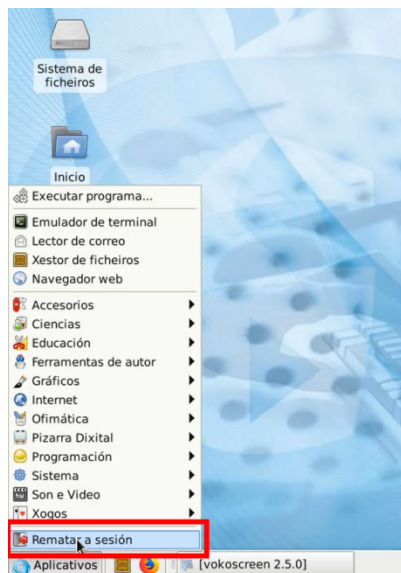 Sistema de
ficheiros
Inicio
Executar programa...
Emulador de terminal
Lector de correo
Xestor de ficheiros
Navegador web
Accesorios
Ciencias
Educación
Ferramentas de autor
Gráficos
Internet
Ofimática
Pizarra Dixital
Programación
Sistema
Son e Video
Xogos
Rematar a sesión
Aplicativos
[vokoscreen 2.5.0]